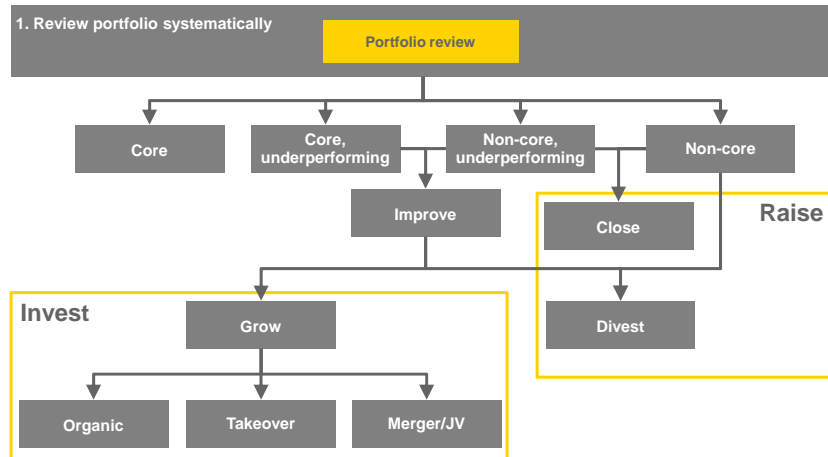 1. Review portfolio systematically
Portfolio review
Core
Core,
underperforming
Non-core,
underperforming
Non-core
Improve
Close
Raise
Invest
Grow
Divest
Organic
Takeover
Merger/JV